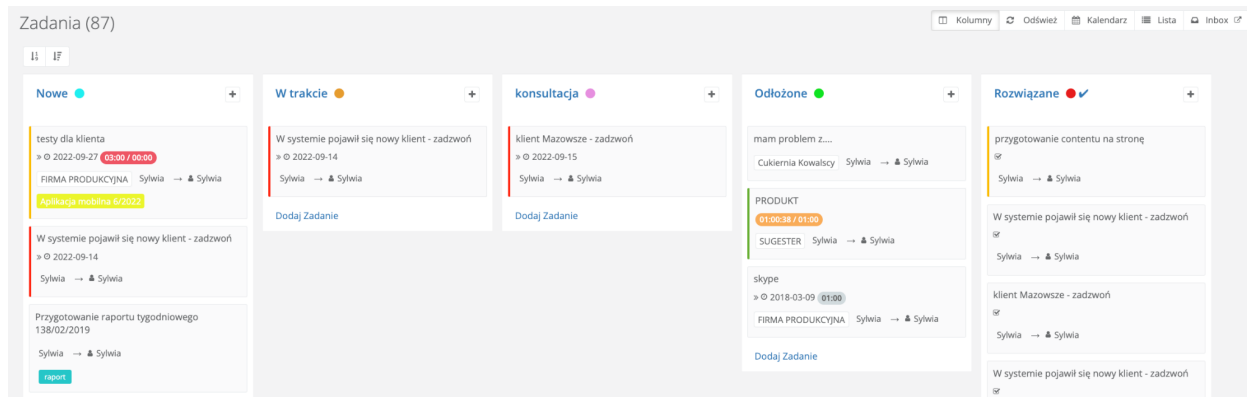 Zadania (87)
Kolumny Odśwież Kalendarz Lista Inbox
Nowe
testy dla klienta
» 2022-09-27 03:00 / 00:00
FIRMA PRODUKCYJNA Sylwia → Sylwia
Aplikacja mobilna 6/2022
W systemie pojawił się nowy klient - zadzwoń
» 2022-09-14
Sylwia → Sylwia
Przygotowanie raportu tygodniowego
138/02/2019
Sylwia → Sylwia
raport
W trakcie
W systemie pojawił się nowy klient - zadzwoń
» 2022-09-14
Sylwia → Sylwia
Dodaj Zadanie
konsultacja
klient Mazowsze - zadzwoń
» 2022-09-15
Sylwia → Sylwia
Dodaj Zadanie
Odłożone
mam problem z....
Cukiernia Kowalscy Sylwia → Sylwia
PRODUKT
01:00:38 / 01:00
SUGESTER Sylwia → Sylwia
skype
» 2018-03-09 01:00
FIRMA PRODUKCYJNA Sylwia → Sylwia
Dodaj Zadanie
Rozwiązane
przygotowanie contentu na stronę
Sylwia → Sylwia
W systemie pojawił się nowy klient - zadzwoń
Sylwia → Sylwia
klient Mazowsze - zadzwoń
Sylwia → Sylwia
W systemie pojawił się nowy klient - zadzwoń